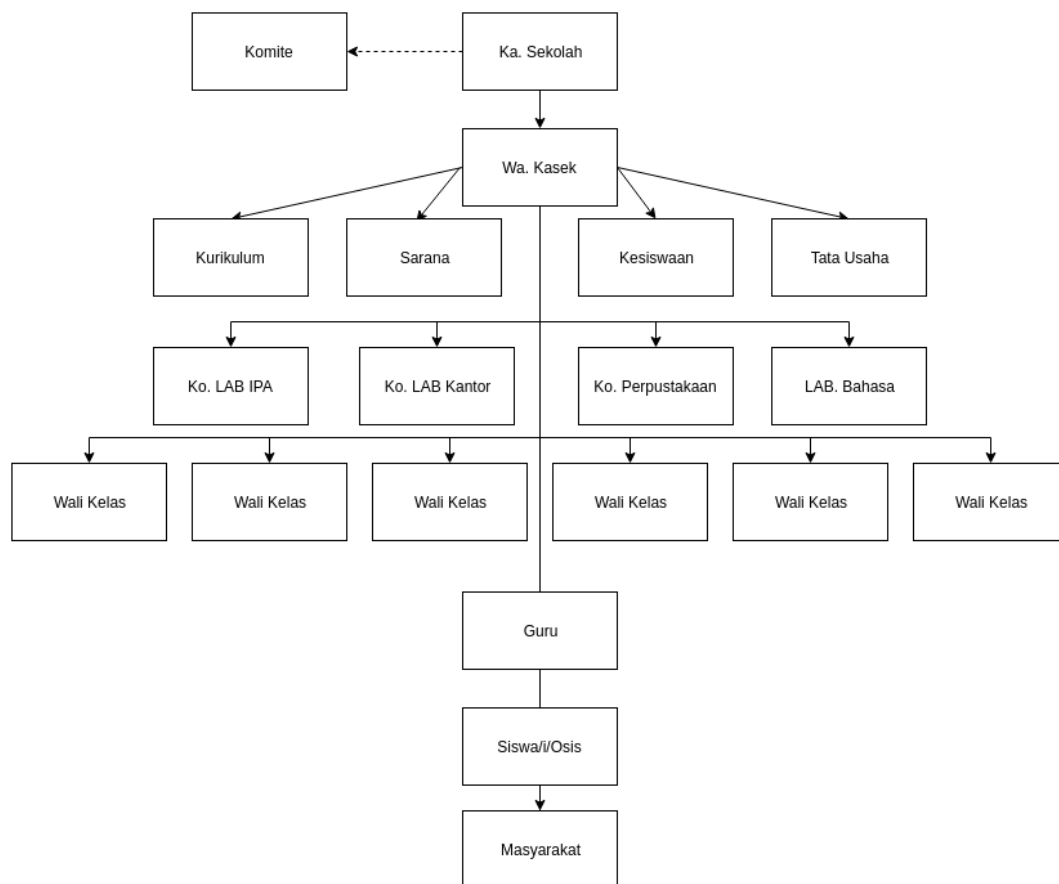 Komite
Ka. Sekolah
Wa. Kasek
Kurikulum
Sarana
Kesiswaan
Tata Usaha
Ko. LAB IPA
Ko. LAB Kantor
Ko. Perpustakaan
LAB. Bahasa
Wali Kelas
Wali Kelas
Wali Kelas
Wali Kelas
Wali Kelas
Wali Kelas
Guru
Siswa/i/Osis
Masyarakat